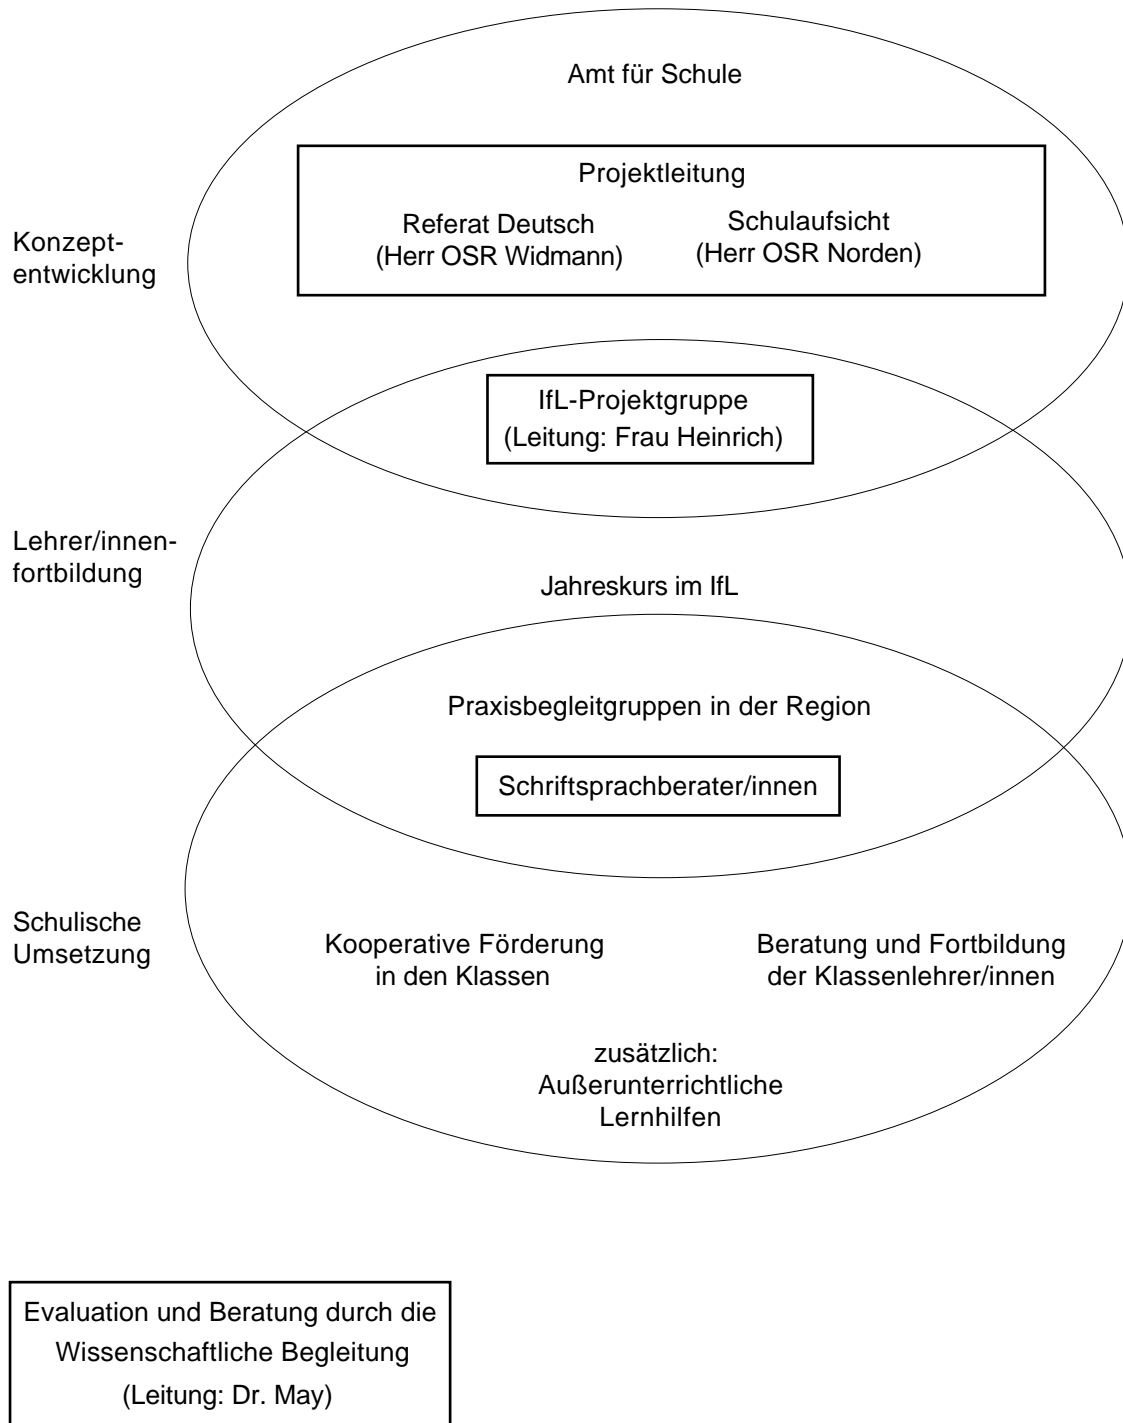 Amt für Schule
Projektleitung
Referat Deutsch
(Herr OSR Widmann)
Schulaufsicht
(Herr OSR Norden)
Konzept-
entwicklung
IfL-Projektgruppe
(Leitung: Frau Heinrich)
Lehrer/innen-
fortbildung
Jahreskurs im IfL
Praxisbegleitgruppen in der Region
Schriftsprachberater/innen
Schulische
Umsetzung
Kooperative Förderung
in den Klassen
Beratung und Fortbildung
der Klassenlehrer/innen
zusätzlich:
Außerunterrichtliche
Lernhilfen
Evaluation und Beratung durch die
Wissenschaftliche Begleitung
(Leitung: Dr. May)